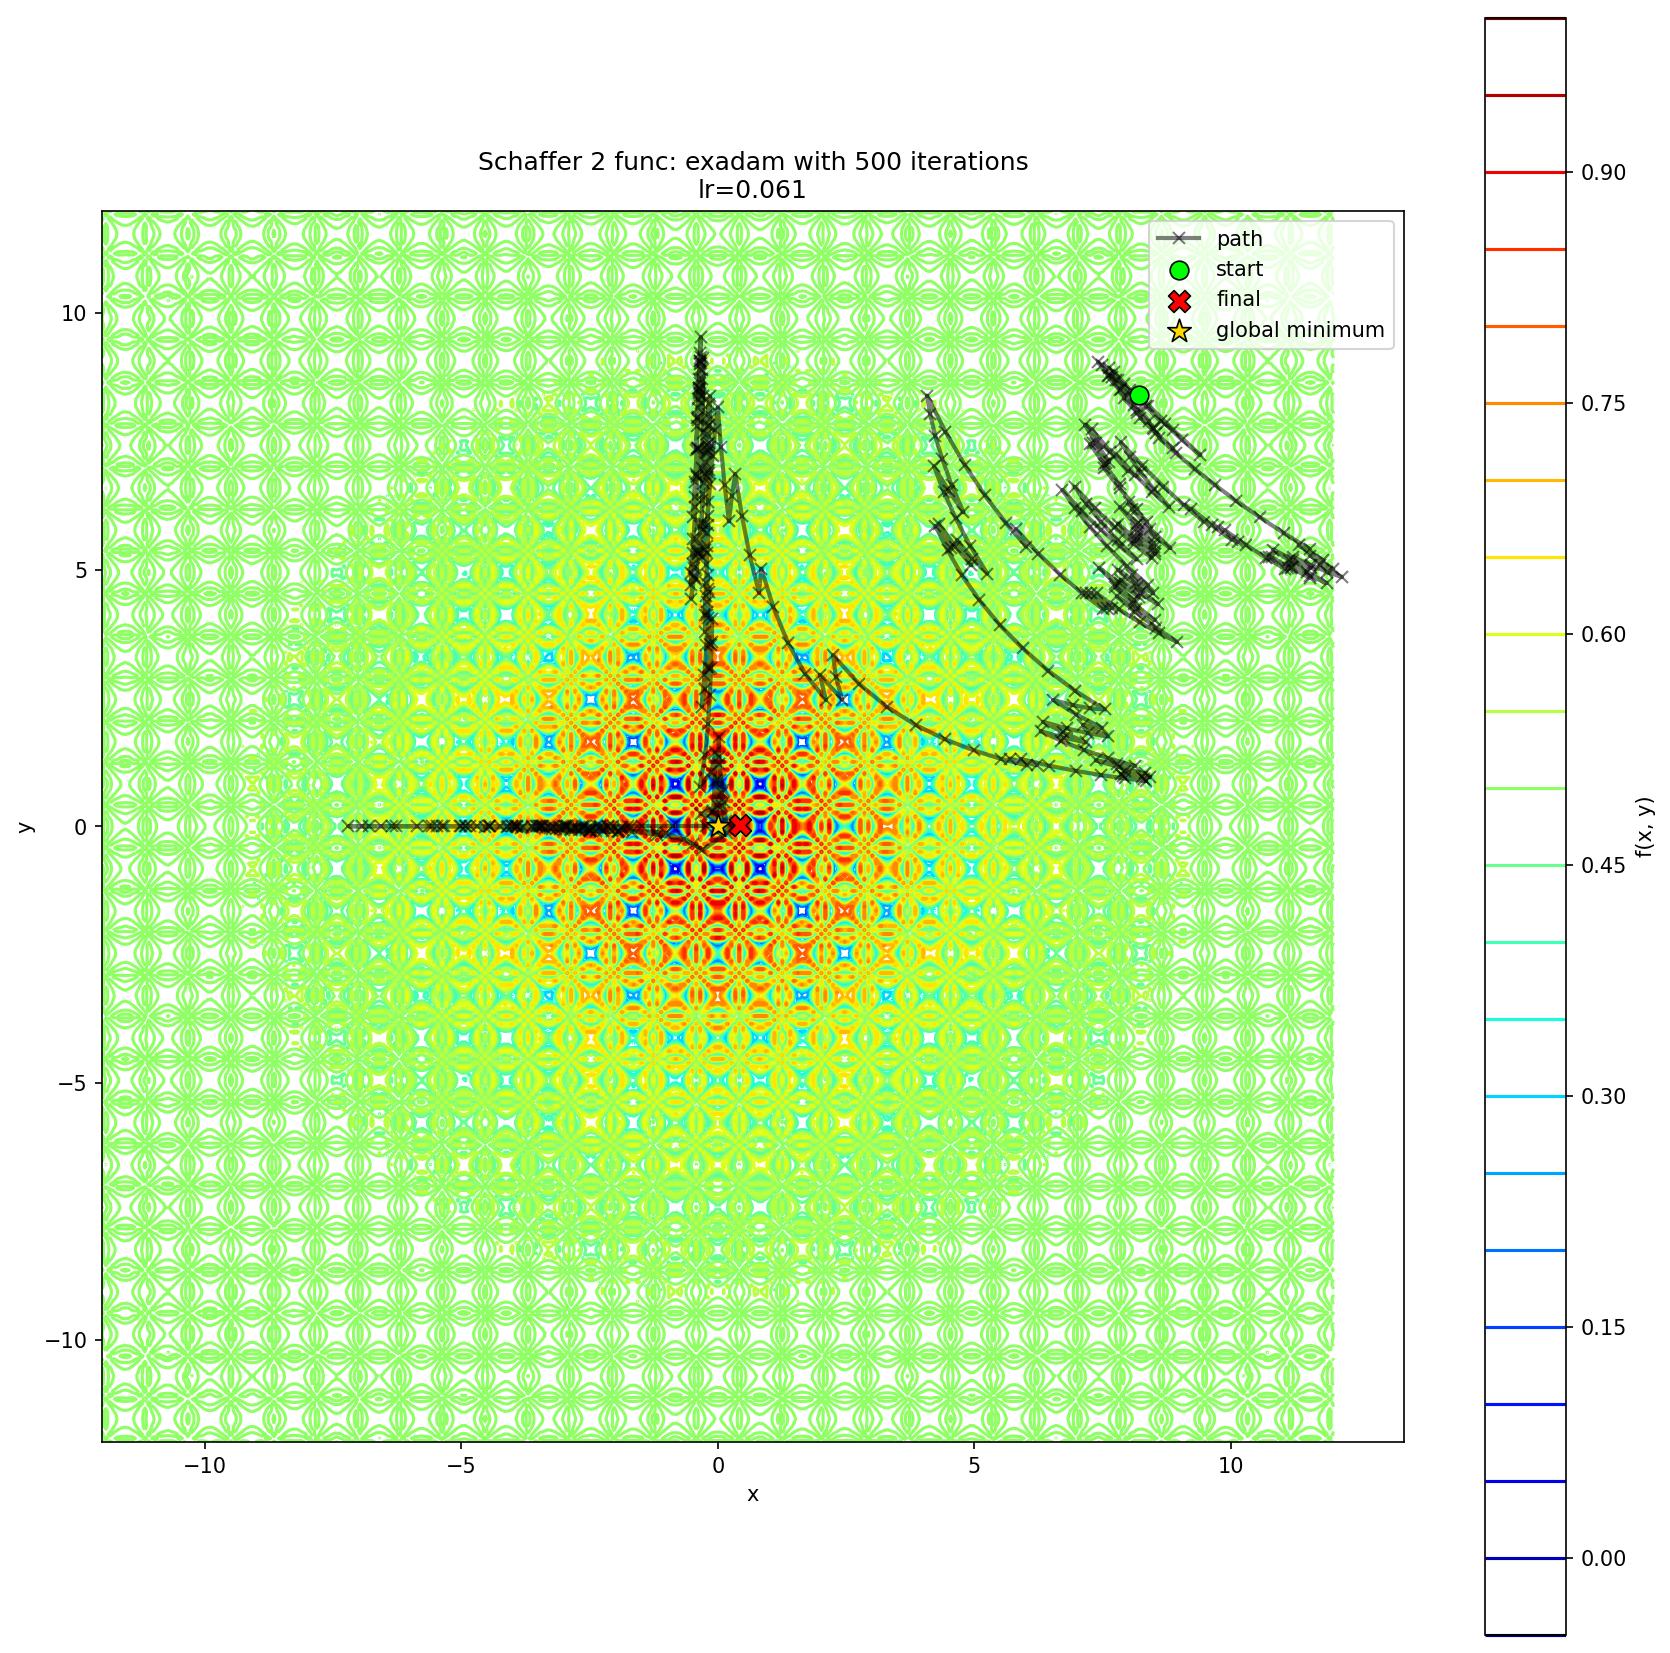 Schaffer 2 func: exadam with 500 iterations
lr=0.061
path
start
final
global minimum
10
5
0
−5
−10
y
−10
−5
0
5
10
x
0.90
0.75
0.60
0.45
0.30
0.15
0.00
f(x, y)